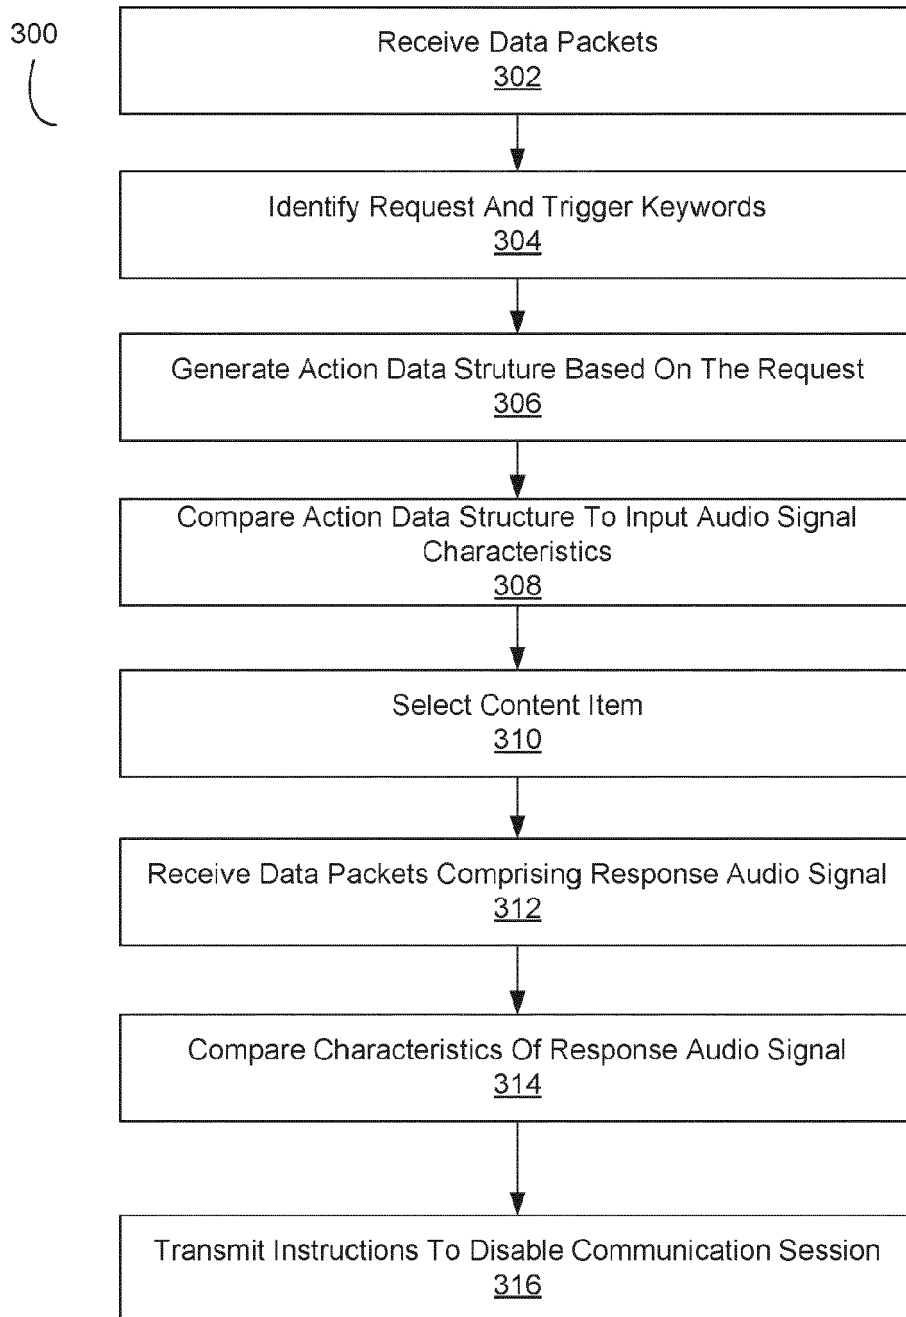 300
Receive Data Packets
302
Identify Request And Trigger Keywords
304
Generate Action Data Struture Based On The Request
306
Compare Action Data Structure To Input Audio Signal
Characteristics
308
Select Content Item
310
Receive Data Packets Comprising Response Audio Signal
312
Compare Characteristics Of Response Audio Signal
314
Transmit Instructions To Disable Communication Session
316